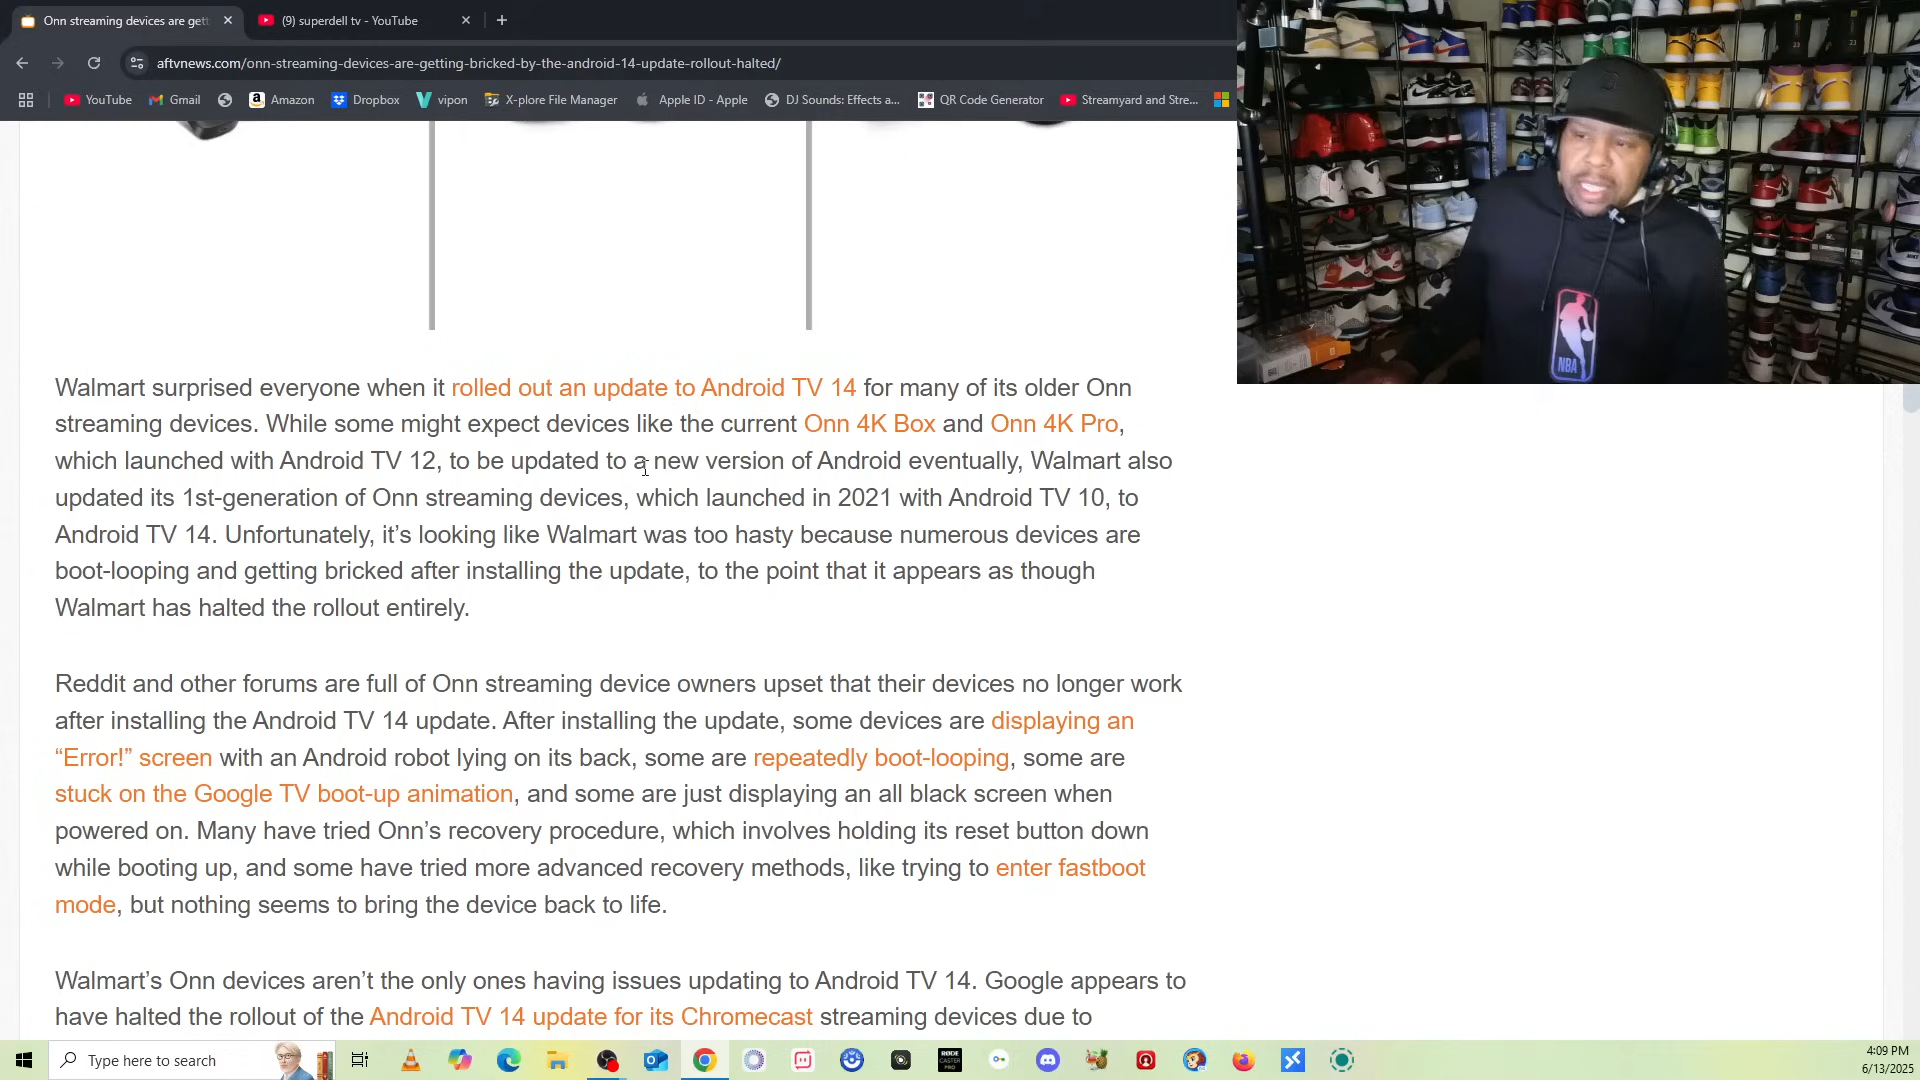 Onn streaming devices are gett
(9) superdell tv - YouTube
aftvnews.com/onn-streaming-devices-are-getting-bricked-by-the-android-14-update-rollout-halted/
YouTube Gmail Amazon Dropbox vipon X-plore File Manager Apple ID - Apple DJ Sounds: Effects a... QR Code Generator Streamyard and Stre...
23
23
NBA
Walmart surprised everyone when it rolled out an update to Android TV 14 for many of its older Onn
streaming devices. While some might expect devices like the current Onn 4K Box and Onn 4K Pro,
which launched with Android TV 12, to be updated to a new version of Android eventually, Walmart also
updated its 1st-generation of Onn streaming devices, which launched in 2021 with Android TV 10, to
Android TV 14. Unfortunately, it’s looking like Walmart was too hasty because numerous devices are
boot-looping and getting bricked after installing the update, to the point that it appears as though
Walmart has halted the rollout entirely.
Reddit and other forums are full of Onn streaming device owners upset that their devices no longer work
after installing the Android TV 14 update. After installing the update, some devices are displaying an
“Error!” screen with an Android robot lying on its back, some are repeatedly boot-looping, some are
stuck on the Google TV boot-up animation, and some are just displaying an all black screen when
powered on. Many have tried Onn’s recovery procedure, which involves holding its reset button down
while booting up, and some have tried more advanced recovery methods, like trying to enter fastboot
mode, but nothing seems to bring the device back to life.
Walmart’s Onn devices aren’t the only ones having issues updating to Android TV 14. Google appears to
have halted the rollout of the Android TV 14 update for its Chromecast streaming devices due to
Type here to search
RØDE
CASTER
PRO
4:09 PM
6/13/2025